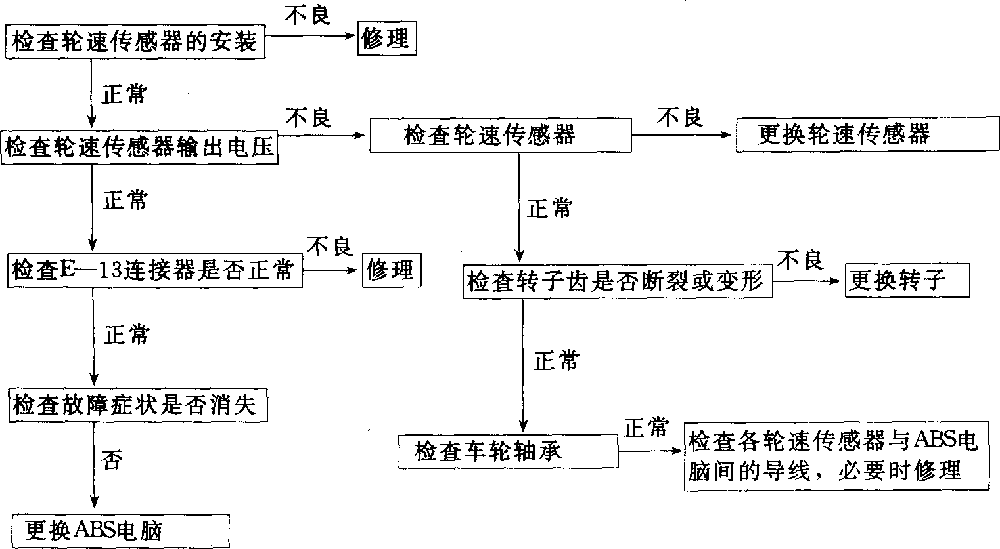 不良
检查轮速传感器的安装
修理
正常
不良
不良
检查轮速传感器输出电压
检查轮速传感器
更换轮速传感器
正常
正常
不良
不良
检查E—13连接器是否正常
修理
检查转子齿是否断裂或变形
更换转子
正常
正常
检查故障症状是否消失
正常
检查车轮轴承
检查各轮速传感器与ABS电
脑间的导线，必要时修理
否
更换ABS电脑